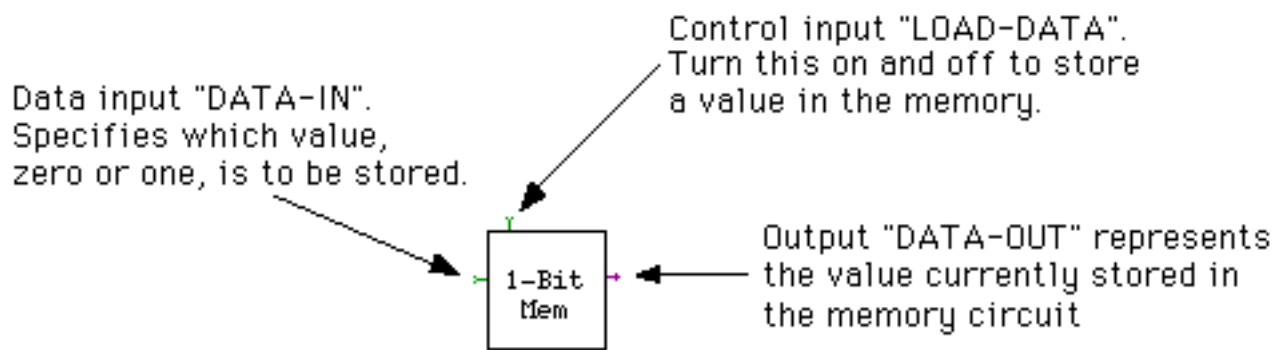 Control input "LOAD-DATA".
Turn this on and off to store
a value in the memory.
Data input "DATA-IN".
Specifies which value,
zero or one, is to be stored.
Output "DATA-OUT" represents
the value currently stored in
the memory circuit
1-Bit
Mem